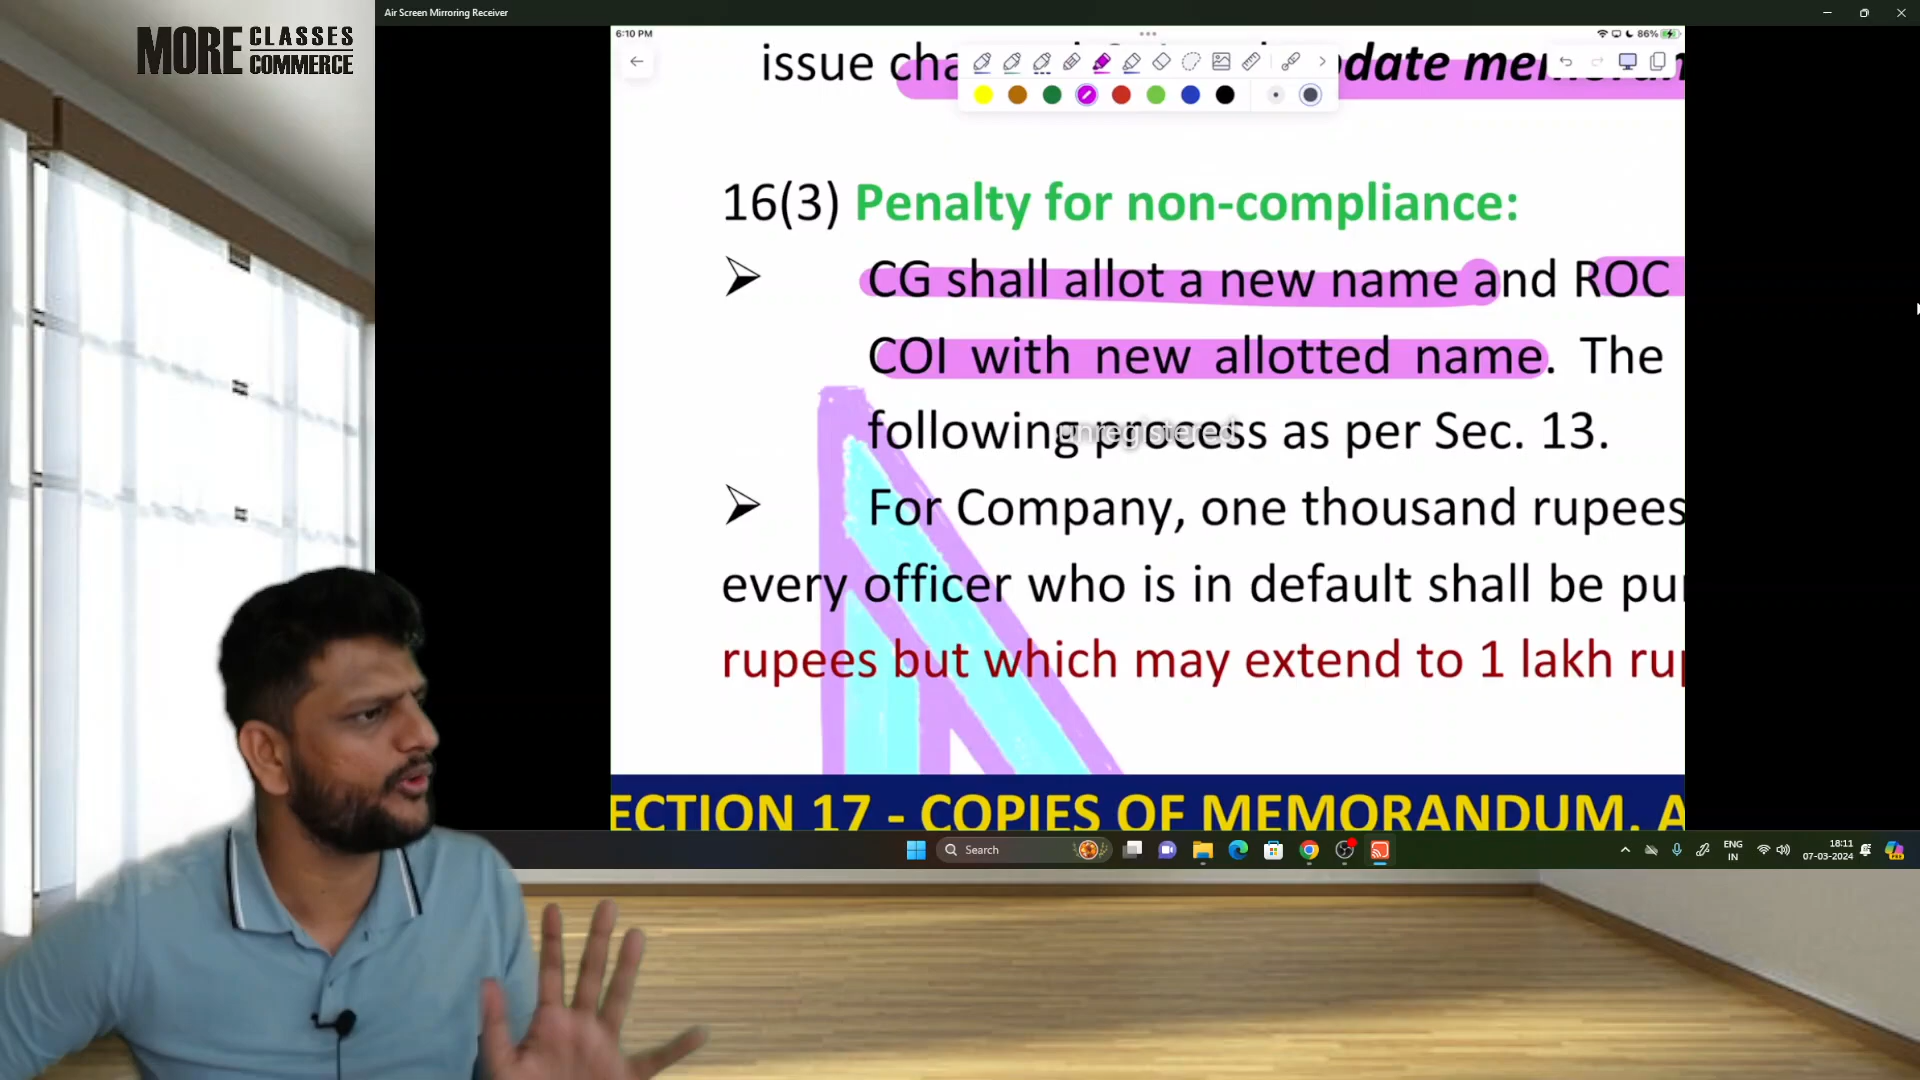 Air Screen Mirroring Receiver
MORE CLASSES
COMMERCE
6:10 PM
86%
issue cha
date mem
16(3) Penalty for non-compliance:
CG shall allot a new name and ROC
COI with new allotted name. The
following process as per Sec. 13.
unregistered
For Company, one thousand rupees
every officer who is in default shall be pu
rupees but which may extend to 1 lakh ru
ECTION 17 - COPIES OF MEMORANDUM, A
Search
ENG
IN
18:11
07-03-2024